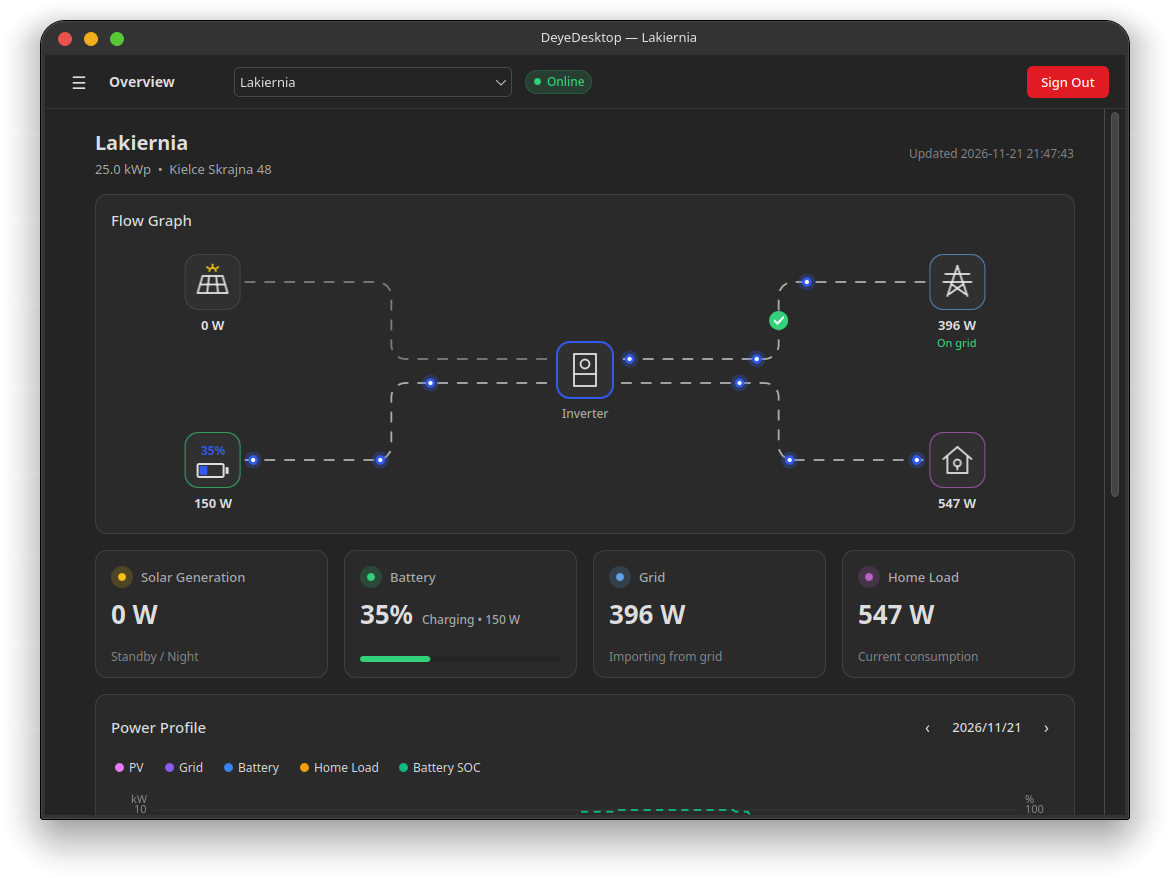 DeyeDesktop — Lakiernia
☰ Overview Lakiernia Online Sign Out
Lakiernia
25.0 kWp • Kielce Skrajna 48
Updated 2026-11-21 21:47:43
Flow Graph
0 W
396 W
On grid
Inverter
35%
150 W
547 W
Solar Generation
0 W
Standby / Night
Battery
35% Charging • 150 W
Grid
396 W
Importing from grid
Home Load
547 W
Current consumption
Power Profile
‹ 2026/11/21 ›
PV Grid Battery Home Load Battery SOC
kW %
10 100